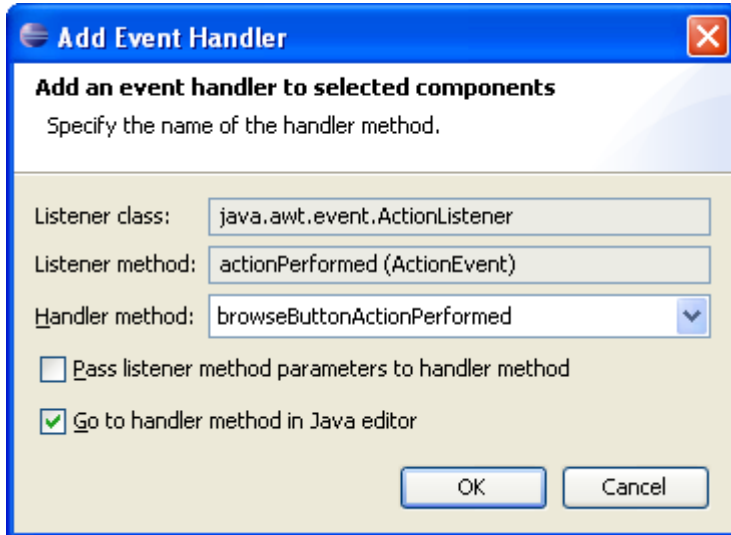 Add Event Handler
Add an event handler to selected components
Specify the name of the handler method.
Listener class: java.awt.event.ActionListener
Listener method: actionPerformed (ActionEvent)
Handler method: browseButtonActionPerformed
Pass listener method parameters to handler method
Go to handler method in Java editor
OK Cancel